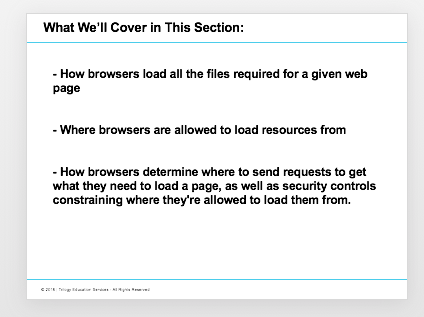 What We'll Cover in This Section:
- How browsers load all the files required for a given web
page
- Where browsers are allowed to load resources from
- How browsers determine where to send requests to get
what they need to load a page, as well as security controls
constraining where they're allowed to load them from.
© 2019 - Trilogy Education Services - All Rights Reserved